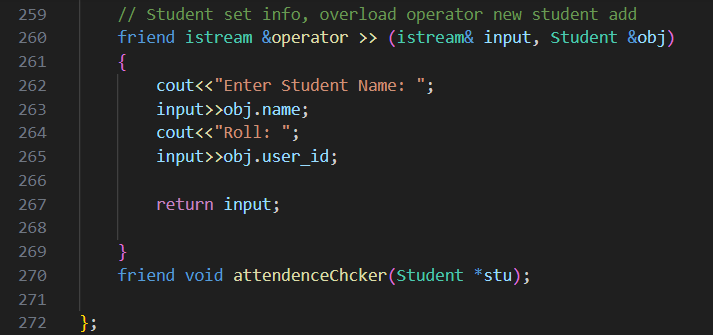 259 // Student set info, overload operator new student add
260 friend istream &operator >> (istream& input, Student &obj)
261 {
262 cout<<"Enter Student Name: ";
263 input>>obj.name;
264 cout<<"Roll: ";
265 input>>obj.user_id;
266
267 return input;
268
269 }
270 friend void attendenceChcker(Student *stu);
271
272 };